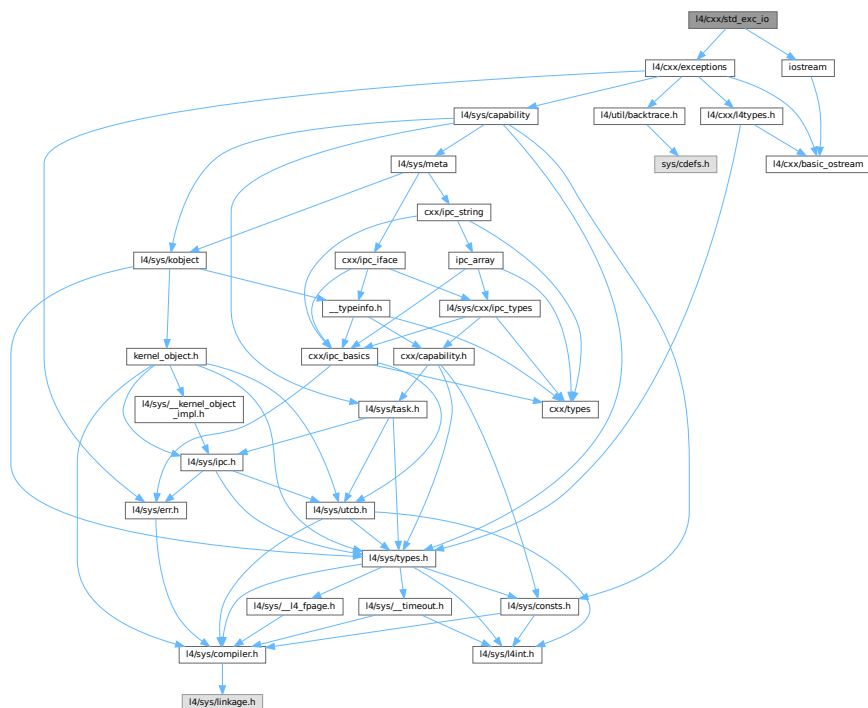 l4/cxx/std_exc_io
l4/cxx/exceptions
iostream
l4/sys/capability
l4/util/backtrace.h
l4/cxx/l4types.h
l4/sys/meta
sys/cdefs.h
l4/cxx/basic_ostream
cxx/ipc_string
l4/sys/kobject
cxx/ipc_iface
ipc_array
__typeinfo.h
l4/sys/cxx/ipc_types
kernel_object.h
cxx/ipc_basics
cxx/capability.h
l4/sys/__kernel_object
_impl.h
l4/sys/task.h
cxx/types
l4/sys/ipc.h
l4/sys/err.h
l4/sys/utcb.h
l4/sys/types.h
l4/sys/__l4_fpage.h
l4/sys/__timeout.h
l4/sys/consts.h
l4/sys/compiler.h
l4/sys/l4int.h
l4/sys/linkage.h